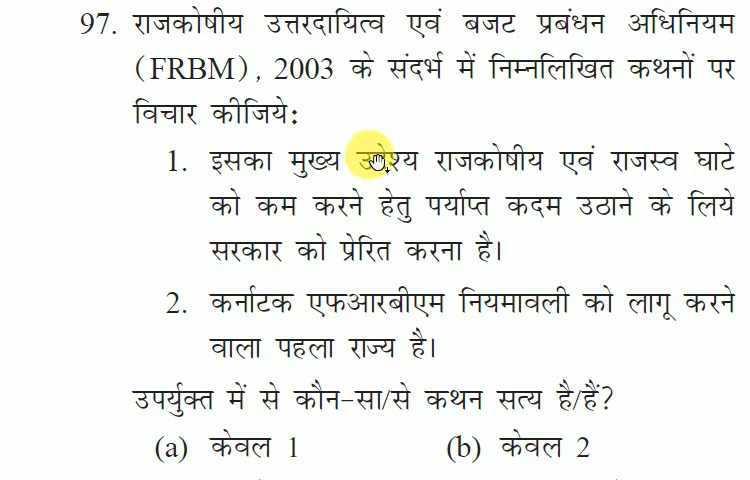 97. राजकोषीय उत्तरदायित्व एवं बजट प्रबंधन अधिनियम
(FRBM), 2003 के संदर्भ में निम्नलिखित कथनों पर
विचार कीजिये:
1. इसका मुख्य उद्देश्य राजकोषीय एवं राजस्व घाटे
को कम करने हेतु पर्याप्त कदम उठाने के लिये
सरकार को प्रेरित करना है।
2. कर्नाटक एफआरबीएम नियमावली को लागू करने
वाला पहला राज्य है।
उपर्युक्त में से कौन-सा/से कथन सत्य है/हैं?
(a) केवल 1 (b) केवल 2